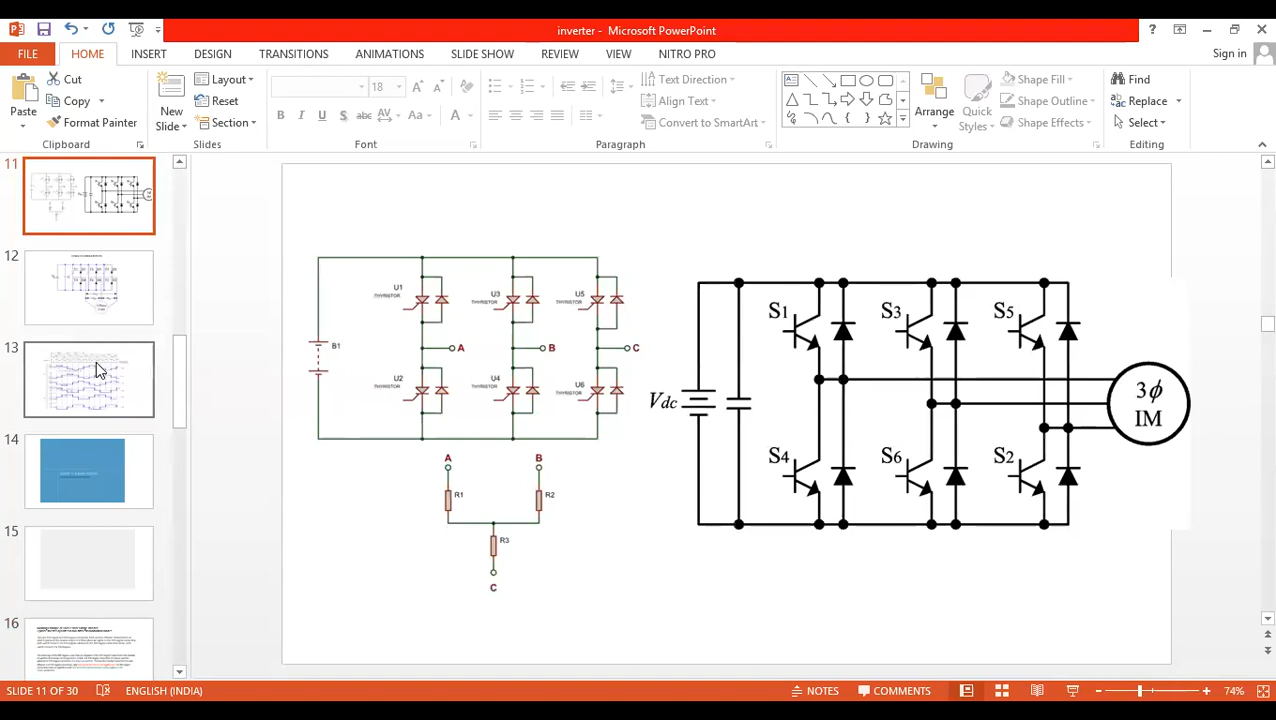 inverter - Microsoft PowerPoint
?
FILE HOME INSERT DESIGN TRANSITIONS ANIMATIONS SLIDE SHOW REVIEW VIEW NITRO PRO
Sign in
Paste
Cut
Copy
Format Painter
Clipboard
New Slide
Layout
Reset
Section
Slides
18
B I U S abc AV Aa A
Font
Text Direction
Align Text
Convert to SmartArt
Paragraph
Arrange
Quick Styles
Shape Fill
Shape Outline
Shape Effects
Drawing
Find
Replace
Select
Editing
11
12
13
14
15
16
B1
U1
THYRISTOR
U3
THYRISTOR
U5
THYRISTOR
A
B
C
U2
THYRISTOR
U4
THYRISTOR
U6
THYRISTOR
A
B
R1
R2
R3
C
S1
S3
S5
Vdc
3ϕ
IM
S4
S6
S2
SLIDE 11 OF 30
ENGLISH (INDIA)
NOTES
COMMENTS
74%